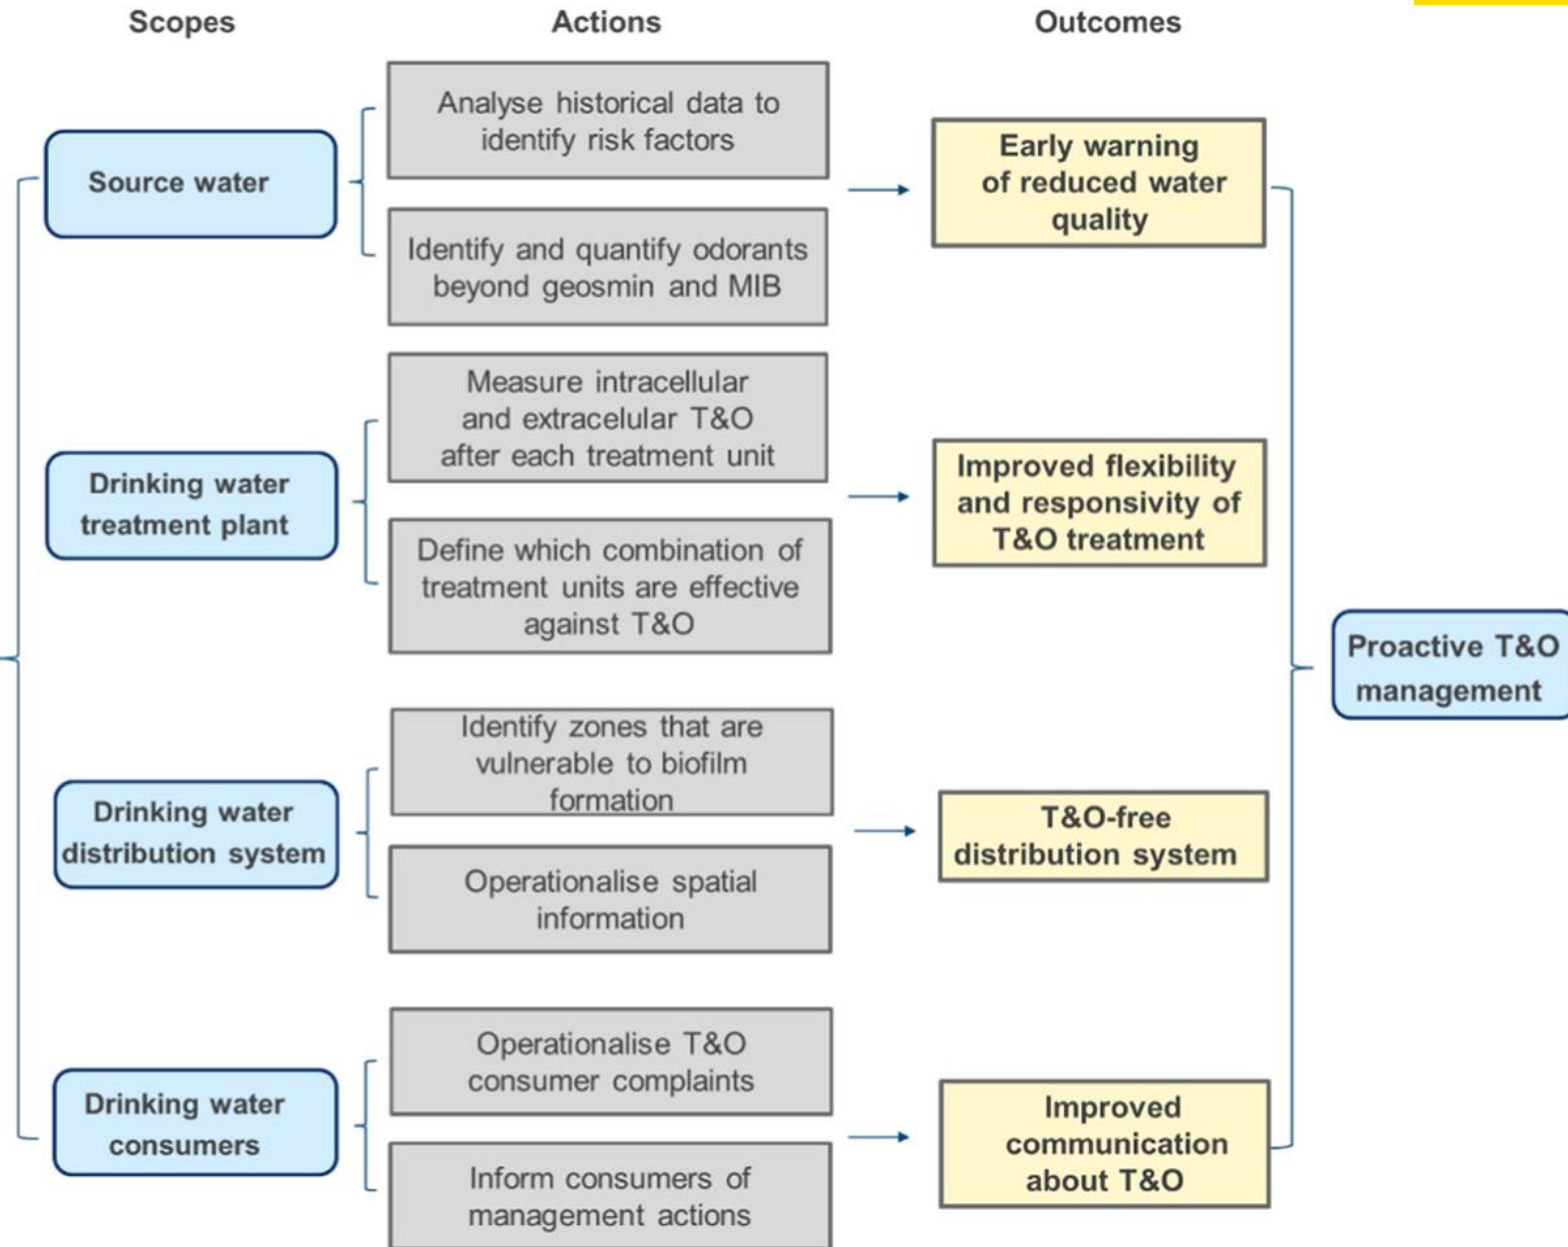 Scopes
Actions
Outcomes
Source water
Analyse historical data to
identify risk factors
Identify and quantify odorants
beyond geosmin and MIB
Early warning
of reduced water
quality
Drinking water
treatment plant
Measure intracellular
and extracelular T&O
after each treatment unit
Define which combination of
treatment units are effective
against T&O
Improved flexibility
and responsivity of
T&O treatment
Drinking water
distribution system
Identify zones that are
vulnerable to biofilm
formation
Operationalise spatial
information
T&O-free
distribution system
Drinking water
consumers
Operationalise T&O
consumer complaints
Inform consumers of
management actions
Improved
communication
about T&O
Proactive T&O
management